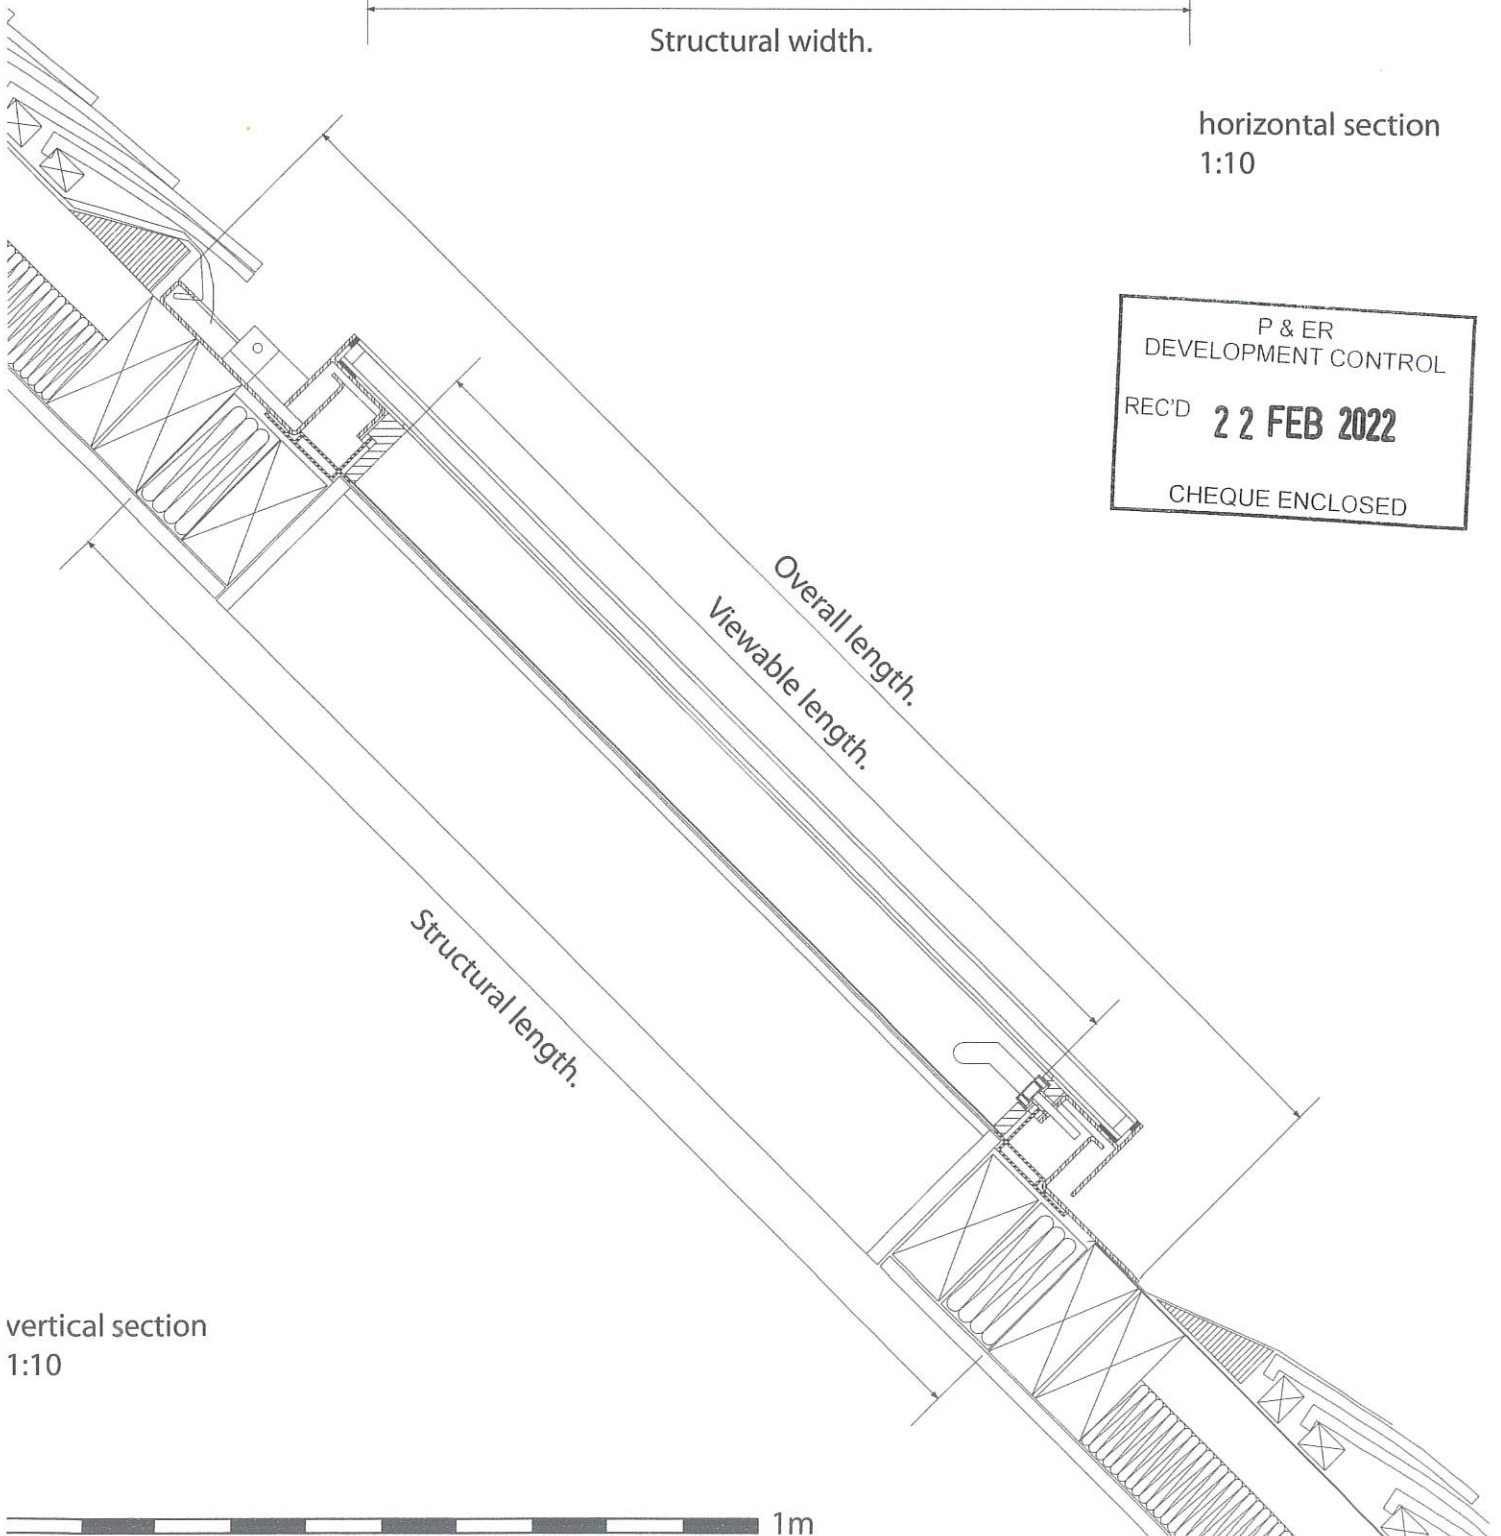 Structural width.
horizontal section
1:10
P & ER
DEVELOPMENT CONTROL
REC'D 22 FEB 2022
CHEQUE ENCLOSED
Overall length.
Viewable length.
Structural length.
vertical section
1:10
1m